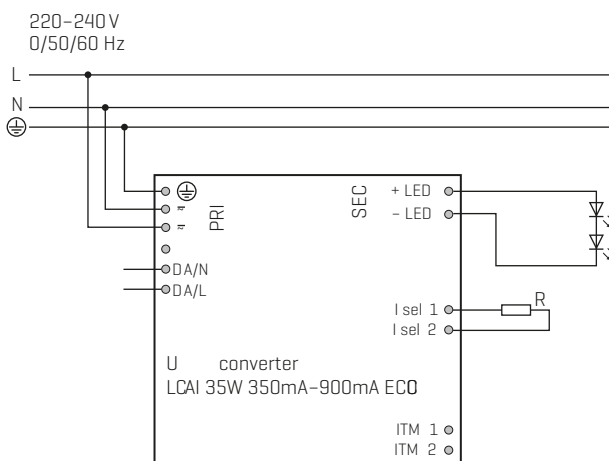 220–240 V
0/50/60 Hz
L
N
PRI
SEC
+ LED
– LED
DA/N
DA/L
I sel 1
I sel 2
R
U converter
LCAI 35W 350mA–900mA ECO
ITM 1
ITM 2